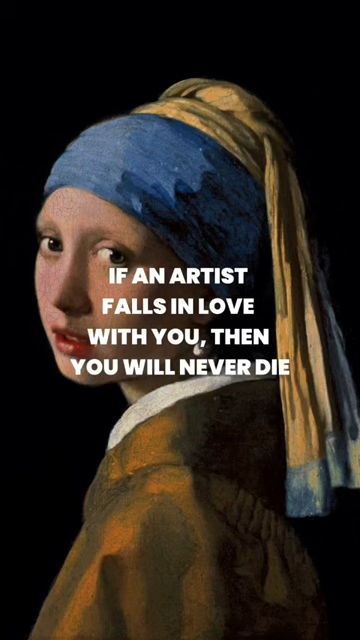 IF AN ARTIST
FALLS IN LOVE
WITH YOU, THEN
YOU WILL NEVER DIE